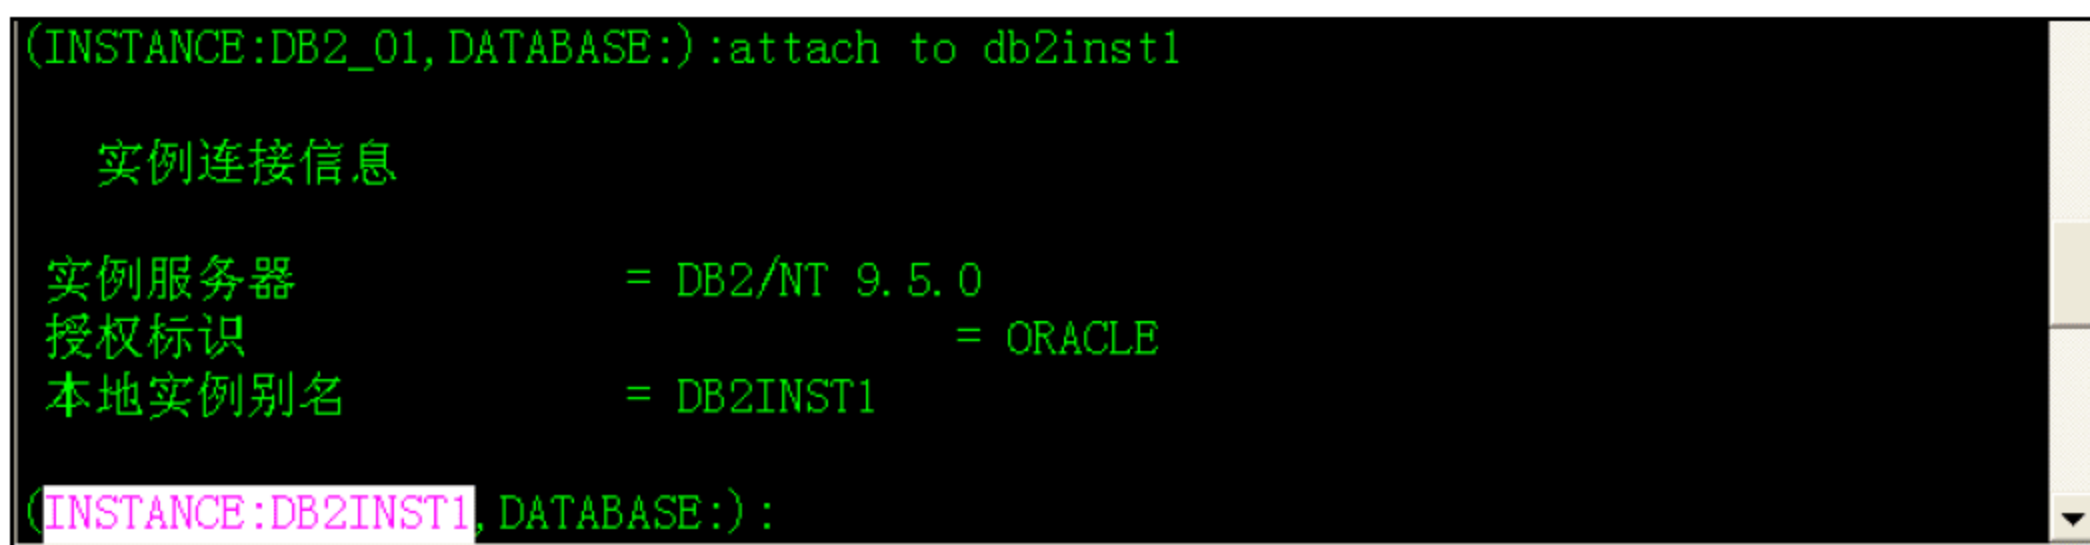 (INSTANCE:DB2_01,DATABASE:):attach to db2inst1
实例连接信息
实例服务器 = DB2/NT 9.5.0
授权标识 = ORACLE
本地实例别名 = DB2INST1
(INSTANCE:DB2INST1,DATABASE:):